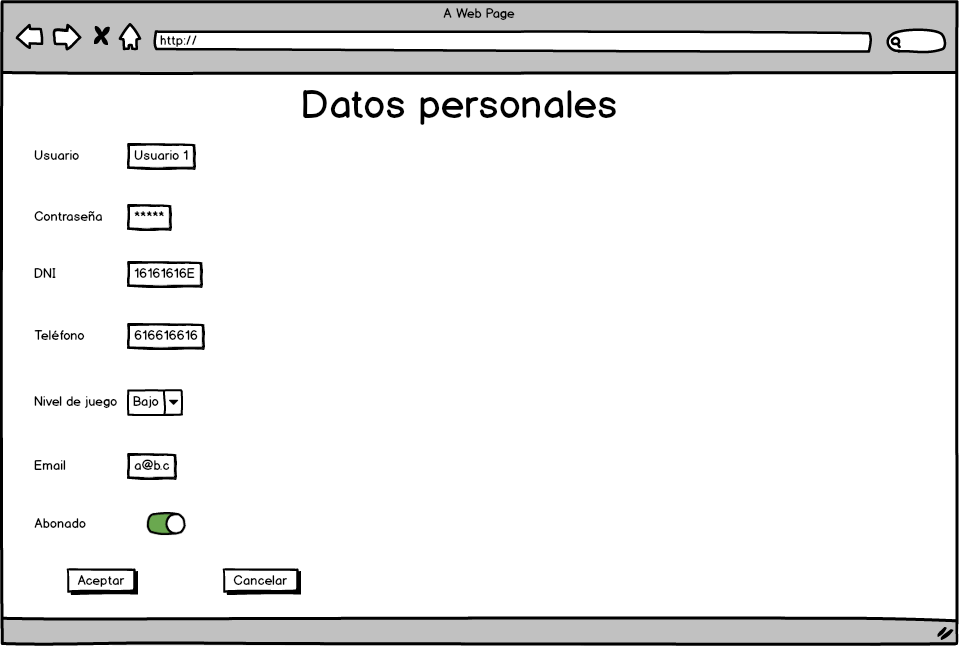 A Web Page
http://
Datos personales
Usuario Usuario 1
Contraseña *****
DNI 16161616E
Teléfono 616616616
Nivel de juego Bajo
Email a@b.c
Abonado
Aceptar Cancelar